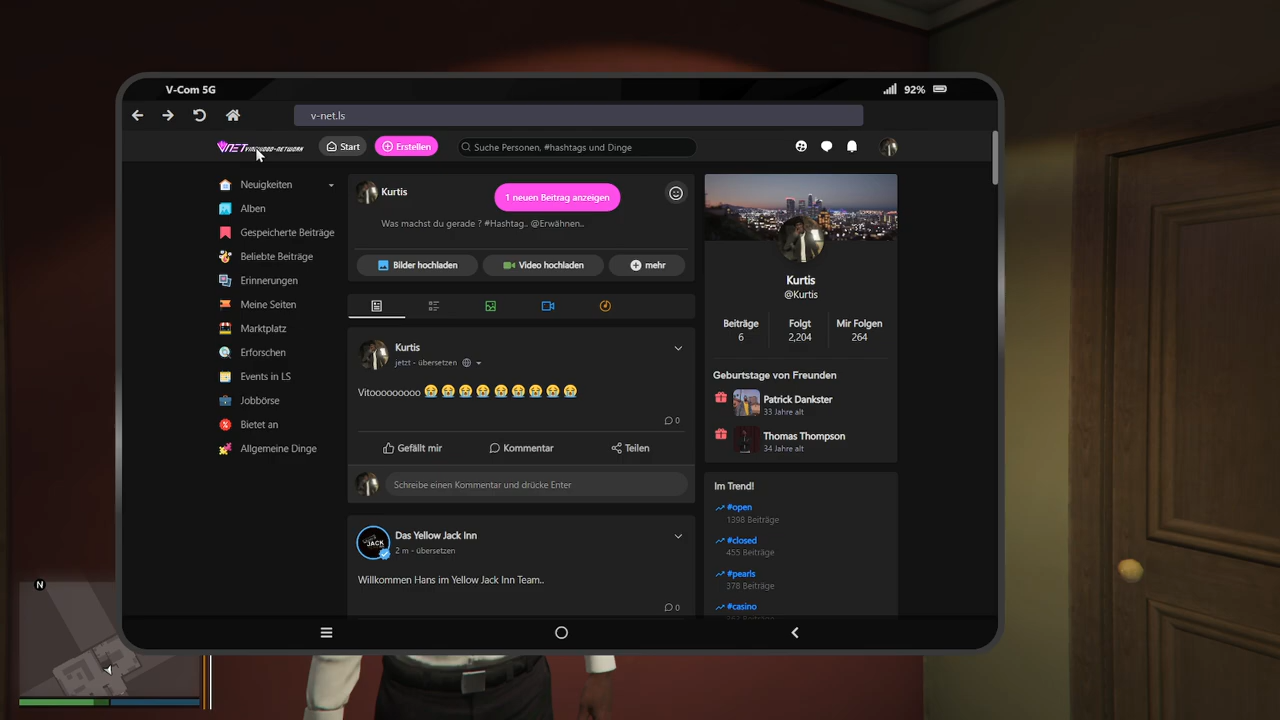 V-Com 5G
92%
v-net.ls
VNET VINEWOOD-NETWORK
Start
Erstellen
Suche Personen, #hashtags und Dinge
Neuigkeiten
Alben
Gespeicherte Beiträge
Beliebte Beiträge
Erinnerungen
Meine Seiten
Marktplatz
Erforschen
Events in LS
Jobbörse
Bietet an
Allgemeine Dinge
Kurtis
1 neuen Beitrag anzeigen
Was machst du gerade ? #Hashtag.. @Erwähnen..
Bilder hochladen
Video hochladen
mehr
Kurtis
jetzt - übersetzen
Vitooooooooo 😭😭😭😭😭😭😭😭😭
0
Gefällt mir
Kommentar
Teilen
Schreibe einen Kommentar und drücke Enter
JACK
Das Yellow Jack Inn
2 m - übersetzen
Willkommen Hans im Yellow Jack Inn Team..
0
Kurtis
@Kurtis
Beiträge
6
Folgt
2,204
Mir Folgen
264
Geburtstage von Freunden
Patrick Dankster
33 Jahre alt
Thomas Thompson
34 Jahre alt
Im Trend!
#open
1398 Beiträge
#closed
455 Beiträge
#pearls
378 Beiträge
#casino
N